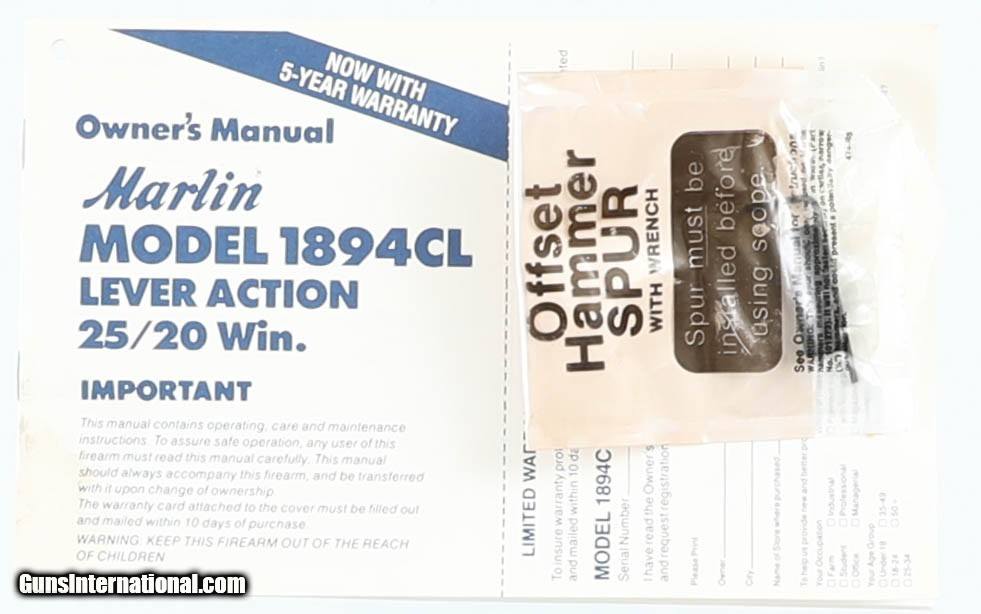 NOW WITH
5-YEAR WARRANTY
Owner's Manual
Marlin
MODEL 1894CL
LEVER ACTION
25/20 Win.
IMPORTANT
This manual contains operating, care and maintenance
instructions. To assure safe operation, any user of this
firearm must read this manual carefully. This manual
should always accompany this firearm, and be transferred
with it upon change of ownership.
The warranty card attached to the cover must be filled out
and mailed within 10 days of purchase.
WARNING: KEEP THIS FIREARM OUT OF THE REACH
OF CHILDREN
Offset
Hammer
SPUR
WITH WRENCH
Spur must be
installed before
using scope.
See Owner's Manual for
LIMITED
To insure warranty
and mailed within 10
MODEL 1894C
Serial Number
I have read the Owner's
and request registration
Please Print
Owner
City
Name of Store where purchased
To help us provide new and better
Your Occupation
Farm
Industrial
Student
Professional
Office
Managerial
Your Age Group
Under 18
35-49
18-24
50+
25-34
GunsInternational.com